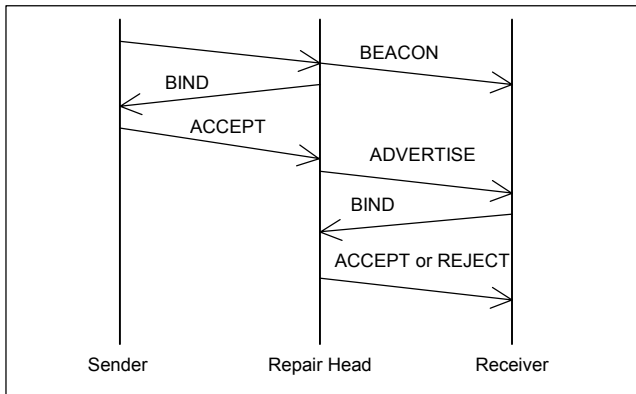 BEACON
BIND
ACCEPT
ADVERTISE
BIND
ACCEPT or REJECT
Sender Repair Head Receiver